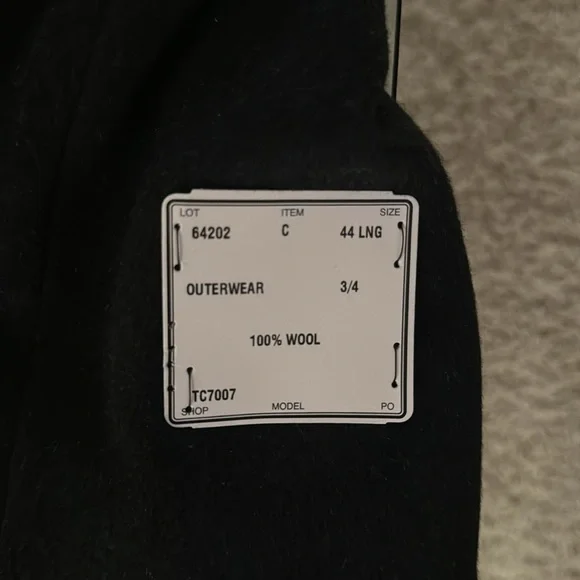 LOT ITEM SIZE
64202 C 44 LNG
OUTERWEAR 3/4
100% WOOL
TC7007
SHOP MODEL PO